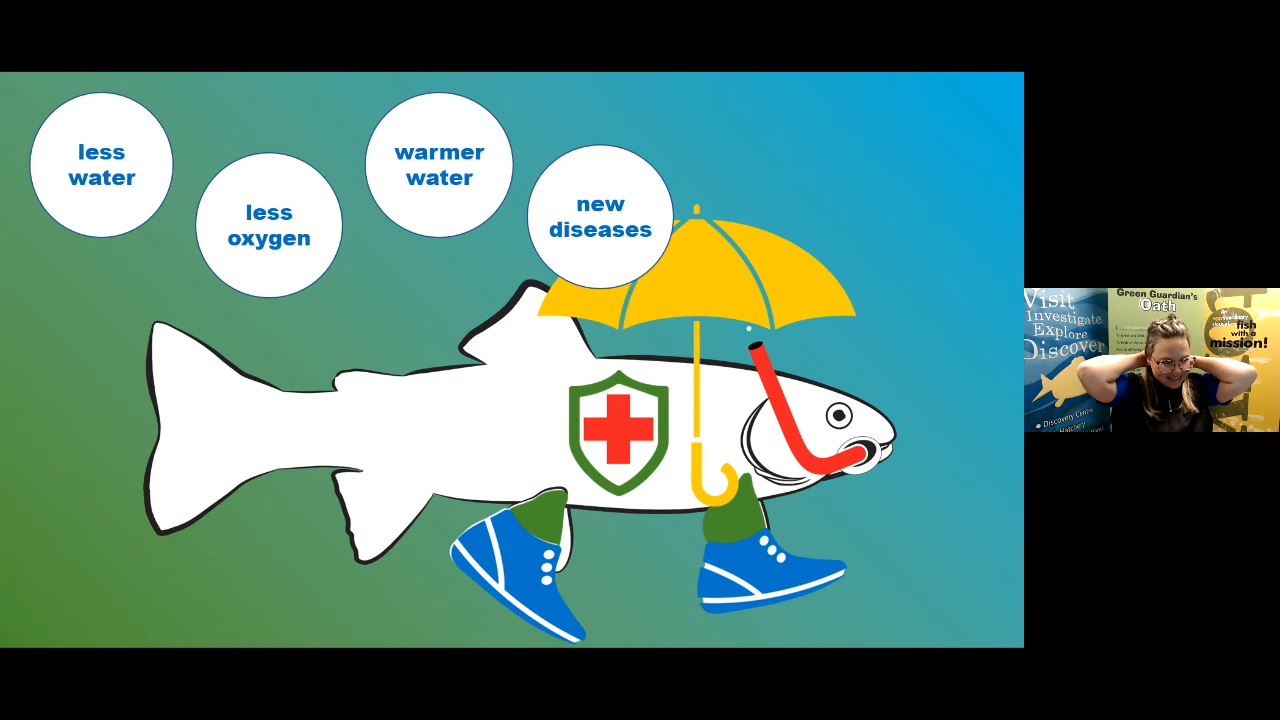 less
water
less
oxygen
warmer
water
new
diseases
Visit
Investigate
Explore
Discover
Discovery Centre
Hatchery
Green Guardian's
Oath
fish
with a
mission!